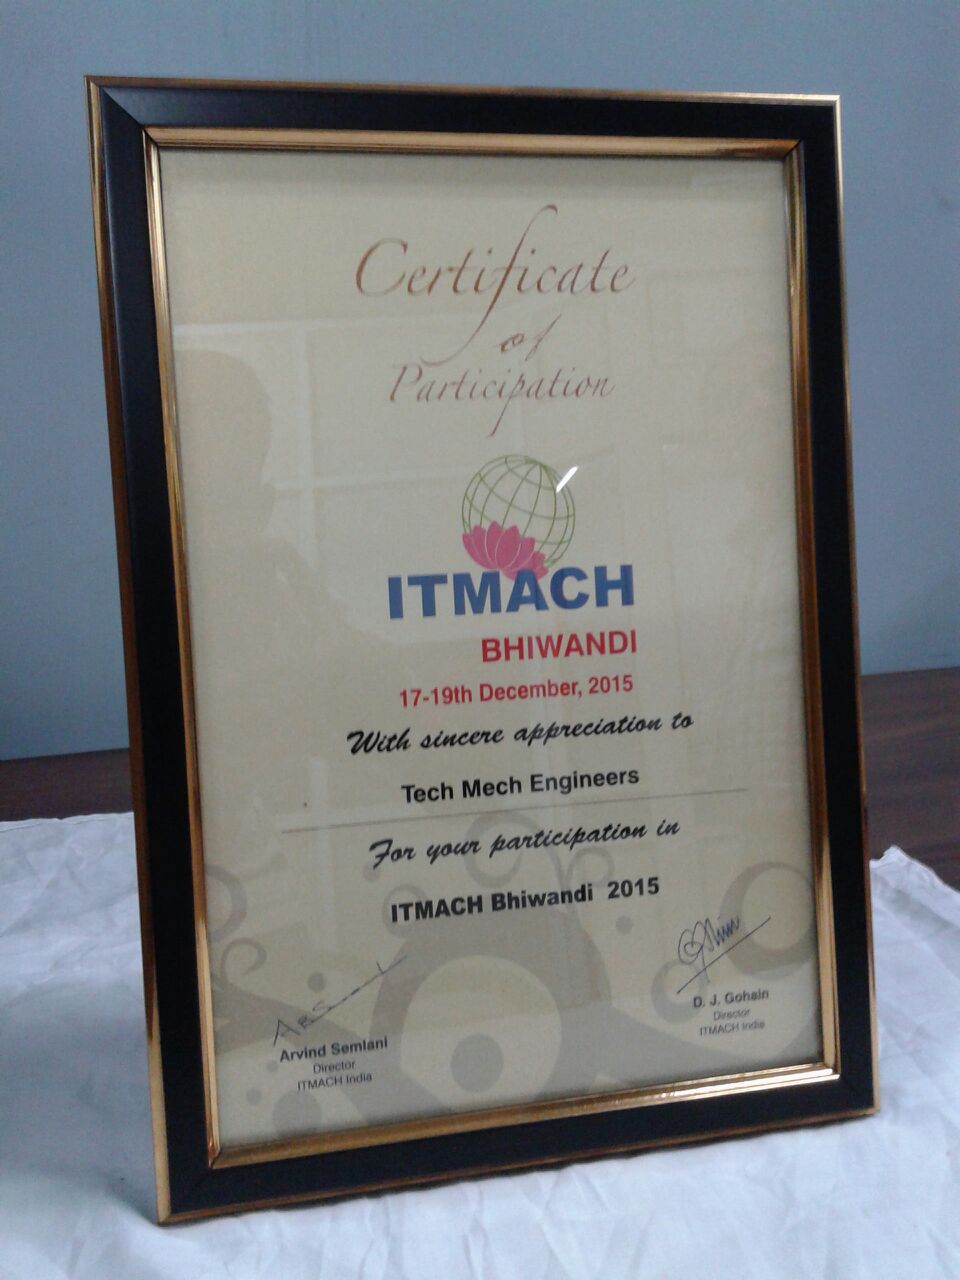 Certificate
of
Participation
ITMACH
BHIWANDI
17-19th December, 2015
With sincere appreciation to
Tech Mech Engineers
For your participation in
ITMACH Bhiwandi 2015
Arvind Semlani
Director
ITMACH India
D. J. Gohain
Director
ITMACH India